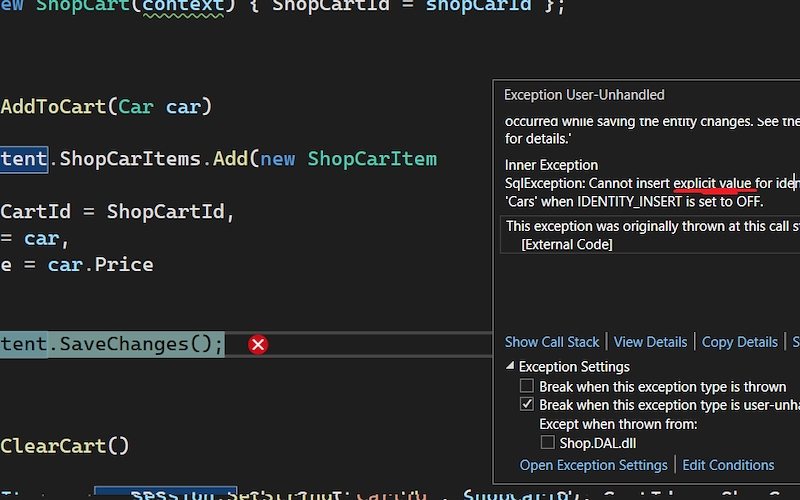 ew ShopCart(context) { ShopCartId = shopCarId };
AddToCart(Car car)
tent.ShopCarItems.Add(new ShopCarItem
CartId = ShopCartId,
= car,
e = car.Price
tent.SaveChanges();
ClearCart()
Exception User-Unhandled
occurred while saving the entity changes. See the
for details.'
Inner Exception
SqlException: Cannot insert explicit value for iden
'Cars' when IDENTITY_INSERT is set to OFF.
This exception was originally thrown at this call st
[External Code]
Show Call Stack | View Details | Copy Details | S
Exception Settings
Break when this exception type is thrown
Break when this exception type is user-unha
Except when thrown from:
Shop.DAL.dll
Open Exception Settings | Edit Conditions